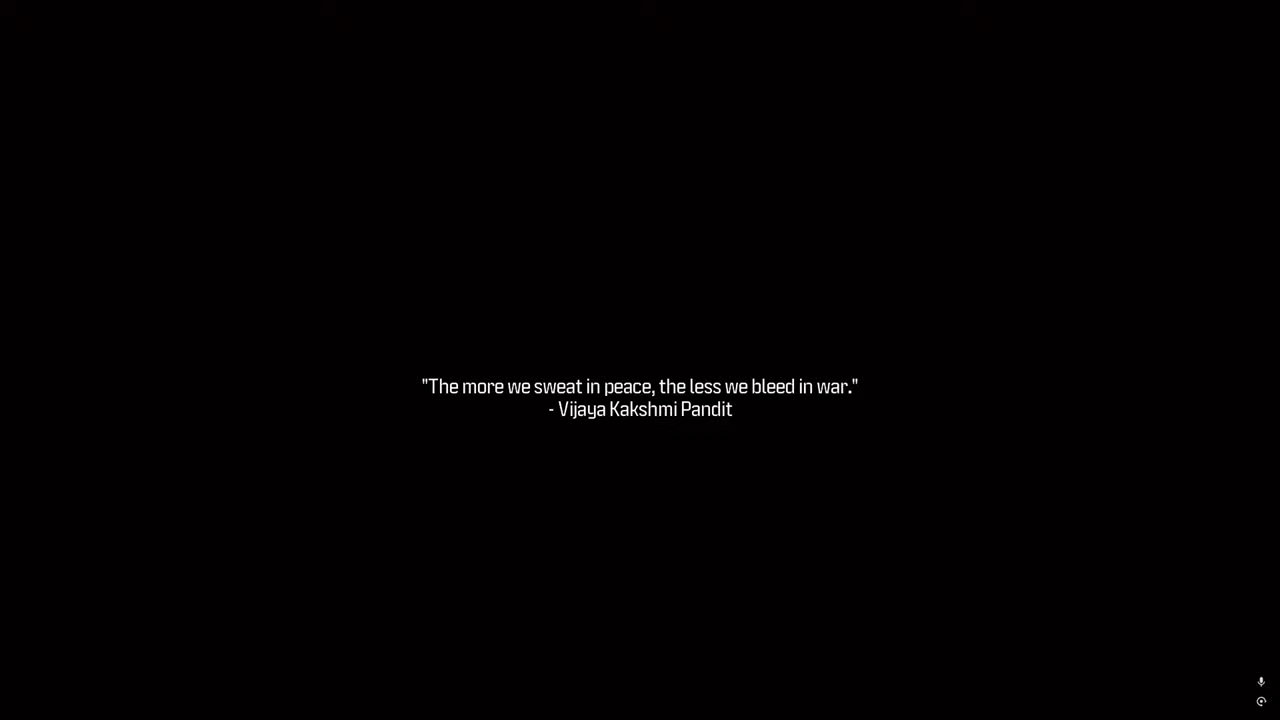 "The more we sweat in peace, the less we bleed in war."
- Vijaya Kakshmi Pandit